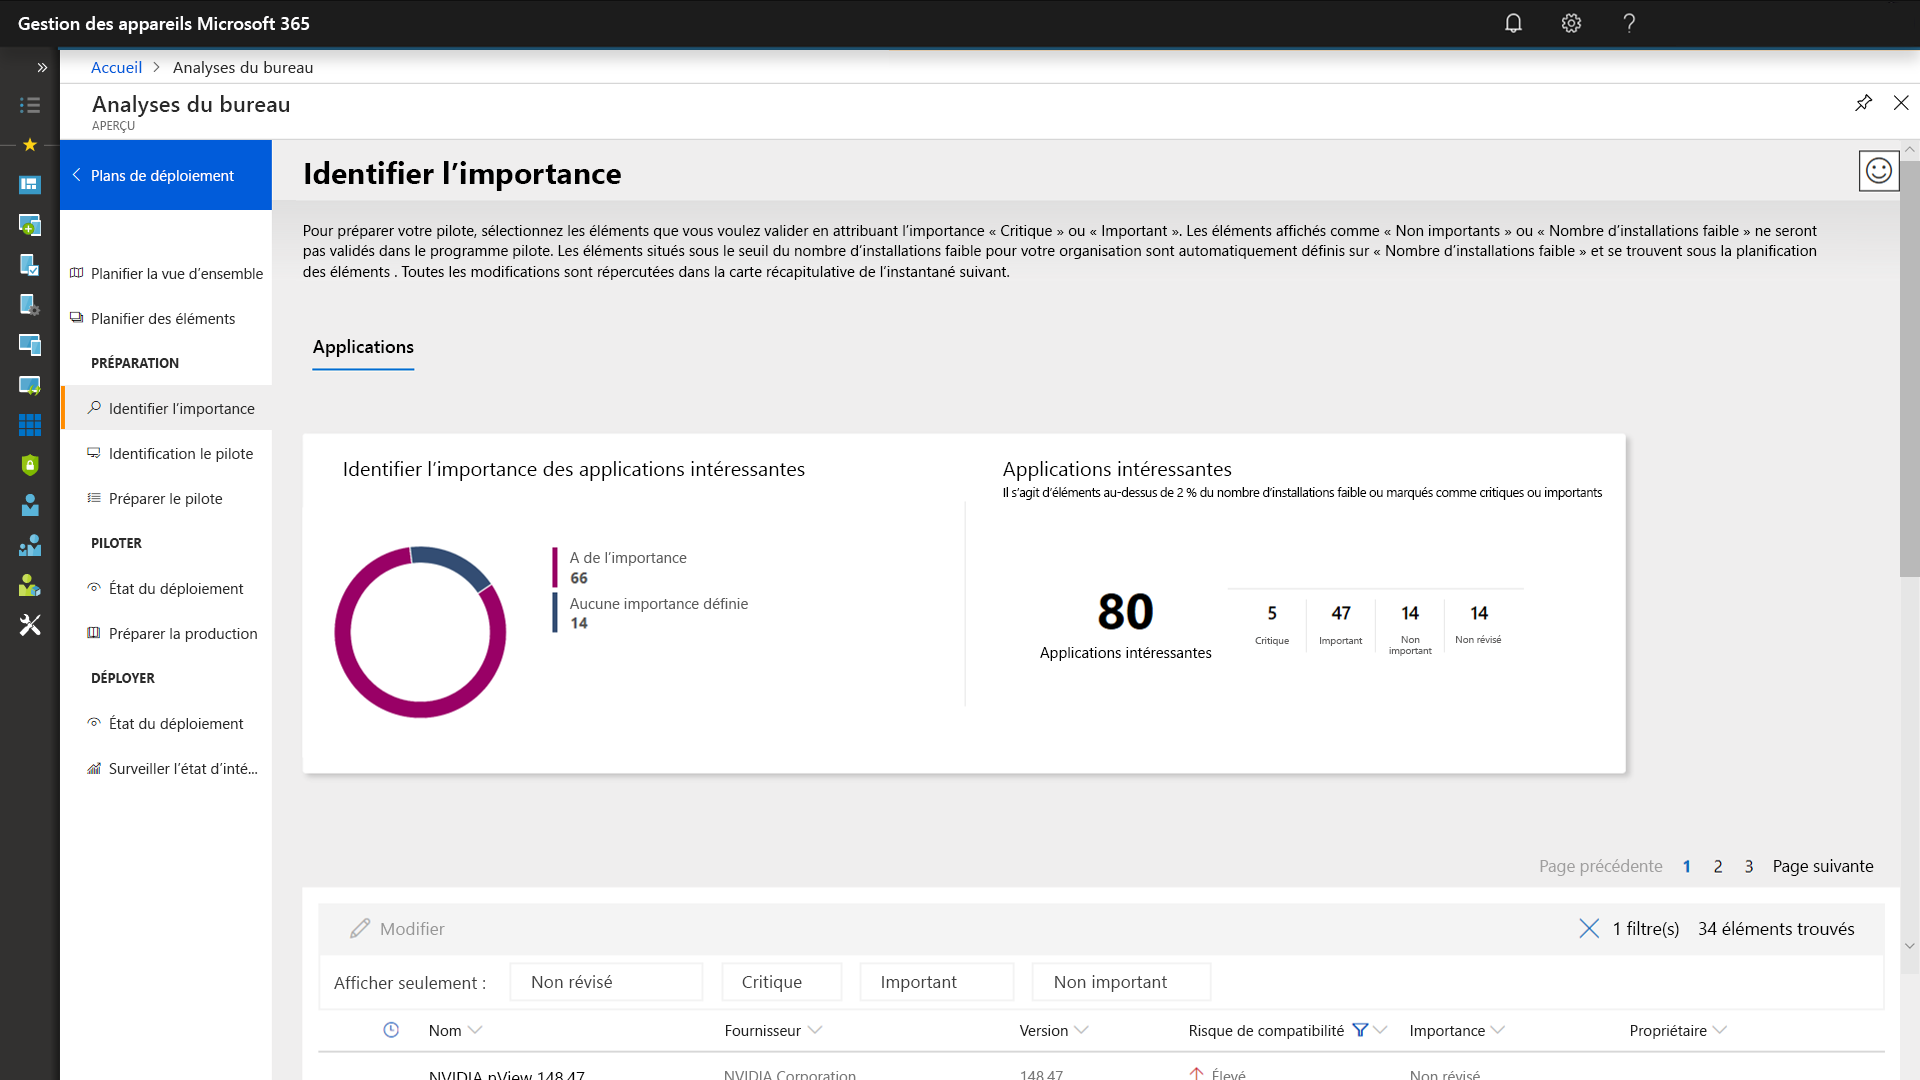 Gestion des appareils Microsoft 365
Accueil > Analyses du bureau
Analyses du bureau
APERÇU
Plans de déploiement
Planifier la vue d'ensemble
Planifier des éléments
PRÉPARATION
Identifier l'importance
Identification le pilote
Préparer le pilote
PILOTER
État du déploiement
Préparer la production
DÉPLOYER
État du déploiement
Surveiller l'état d'inté...
Identifier l'importance
Pour préparer votre pilote, sélectionnez les éléments que vous voulez valider en attribuant l'importance « Critique » ou « Important ». Les éléments affichés comme « Non importants » ou « Nombre d'installations faible » ne seront
pas validés dans le programme pilote. Les éléments situés sous le seuil du nombre d'installations faible pour votre organisation sont automatiquement définis sur « Nombre d'installations faible » et se trouvent sous la planification
des éléments . Toutes les modifications sont répercutées dans la carte récapitulative de l'instantané suivant.
Applications
Identifier l'importance des applications intéressantes
A de l'importance
66
Aucune importance définie
14
Applications intéressantes
Il s'agit d'éléments au-dessus de 2 % du nombre d'installations faible ou marqués comme critiques ou importants
80
Applications intéressantes
5
Critique
47
Important
14
Non
important
14
Non révisé
Page précédente 1 2 3 Page suivante
Modifier
1 filtre(s) 34 éléments trouvés
Afficher seulement : Non révisé Critique Important Non important
Nom Fournisseur Version Risque de compatibilité Importance Propriétaire
NVIDIA nView 148.47 NVIDIA Corporation 148.47 Élevé Non révisé